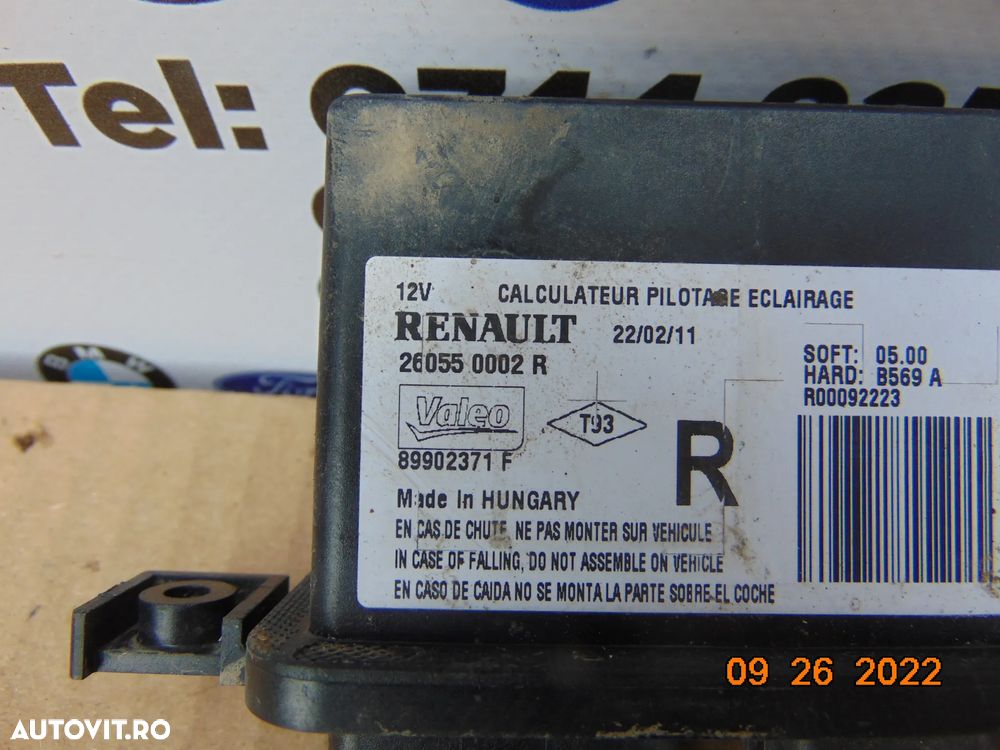 Tel:
12V CALCULATEUR PILOTAGE ECLAIRAGE
RENAULT 22/02/11
26055 0002 R
SOFT: 05.00
HARD: B569 A
R00092223
Valeo
T93
R
89902371 F
Made In HUNGARY
EN CAS DE CHUTE, NE PAS MONTER SUR VEHICULE
IN CASE OF FALLING, DO NOT ASSEMBLE ON VEHICLE
EN CASO DE CAIDA NO SE MONTA LA PARTE SOBRE EL COCHE
BMW
Ford
09 26 2022
AUTOVIT.RO